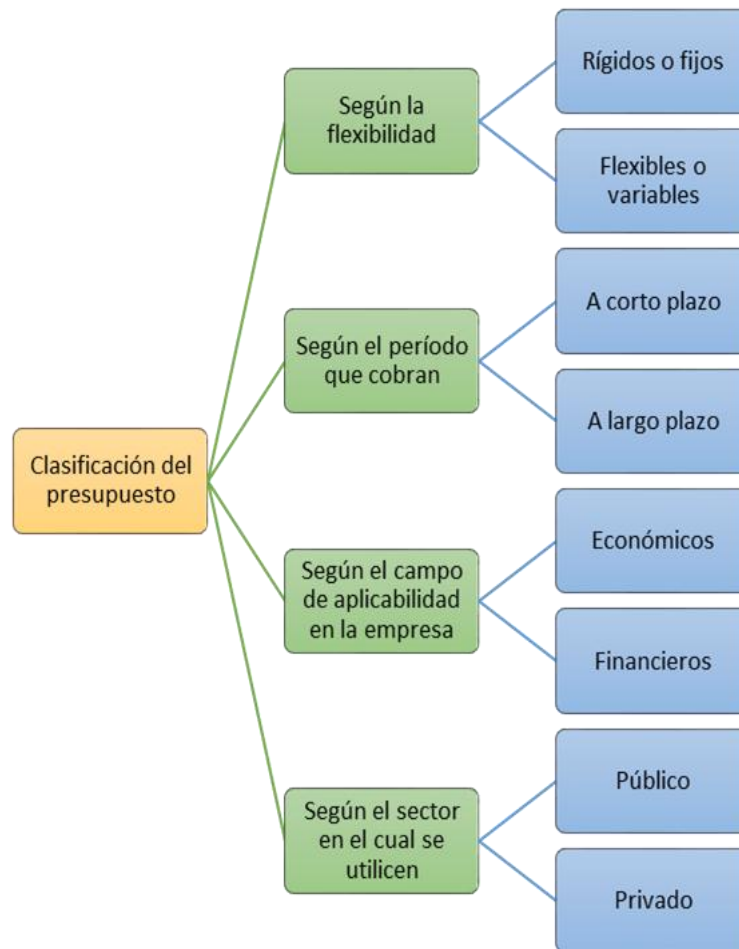 Clasificación del
presupuesto
Según la
flexibilidad
Rígidos o fijos
Flexibles o
variables
Según el período
que cobran
A corto plazo
A largo plazo
Según el campo
de aplicabilidad
en la empresa
Económicos
Financieros
Según el sector
en el cual se
utilicen
Público
Privado